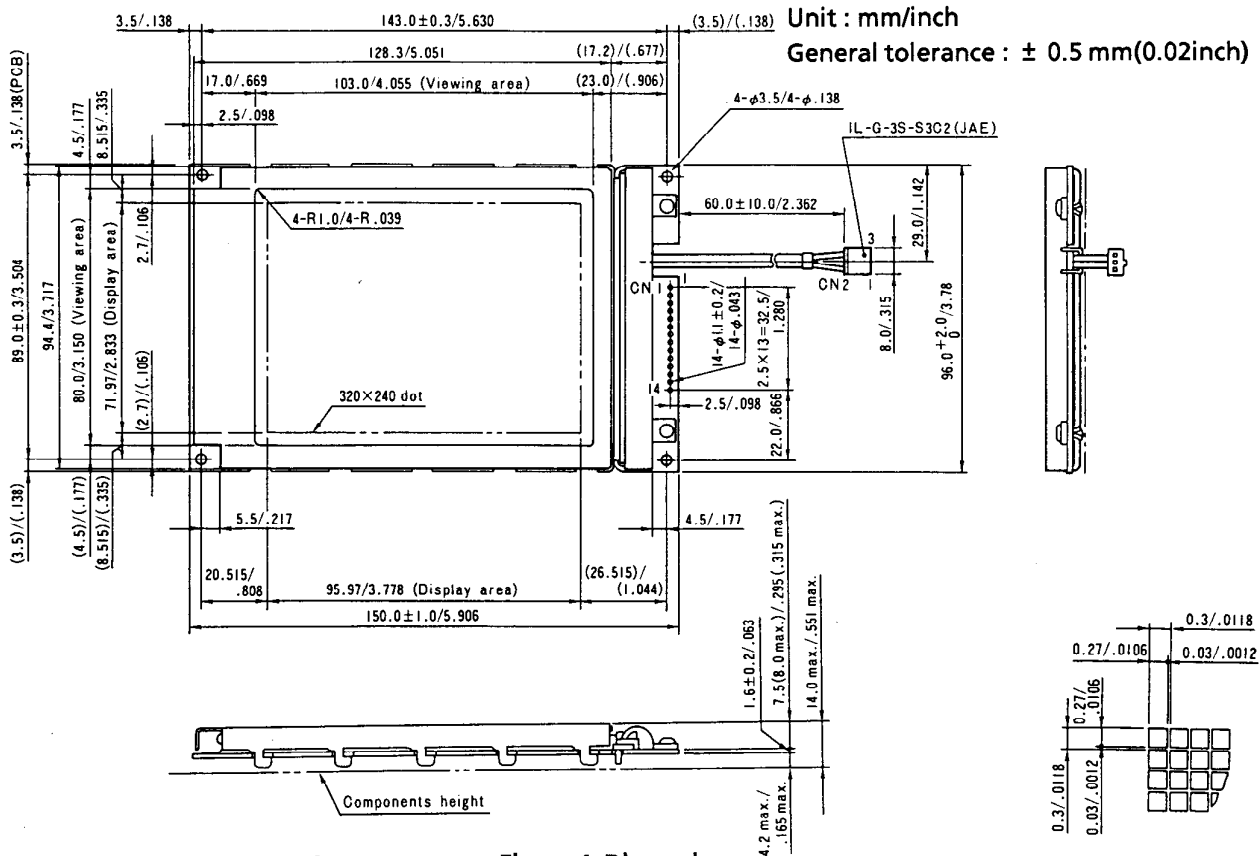 Unit : mm/inch
General tolerance : ± 0.5 mm(0.02inch)
3.5/.138
143.0±0.3/5.630
(3.5)/(.138)
128.3/5.051
(17.2)/(.677)
17.0/.669
103.0/4.055 (Viewing area)
(23.0)/(.906)
2.5/.098
4-φ3.5/4-φ.138
IL-G-3S-S3C2(JAE)
3.5/.138(PCB)
4.5/.177
8.515/.335
4-R1.0/4-R.039
60.0±10.0/2.362
29.0/1.142
3
CN2
1
8.0/.315
96.0 +2.0 0 /3.78
89.0±0.3/3.504
94.4/3.717
80.0/3.150 (Viewing area)
71.97/2.833 (Display area)
2.7/.106
(2.7)/(.106)
CN1
1
14-φ1.1±0.2/
14-φ.043
2.5×13=32.5/
1.280
14
2.5/.098
22.0/.866
320×240 dot
(3.5)/(.138)
(4.5)/(.177)
(8.515)/(.335)
5.5/.217
4.5/.177
20.515/
.808
95.97/3.778 (Display area)
(26.515)/
(1.044)
150.0±1.0/5.906
1.6±0.2/.063
7.5(8.0max.)/.295(.315 max.)
14.0 max./.551 max.
Components height
4.2 max./
.165 max.
0.3/.0118
0.27/.0106
0.03/.0012
0.27/
.0106
0.3/.0118
0.03/.0012